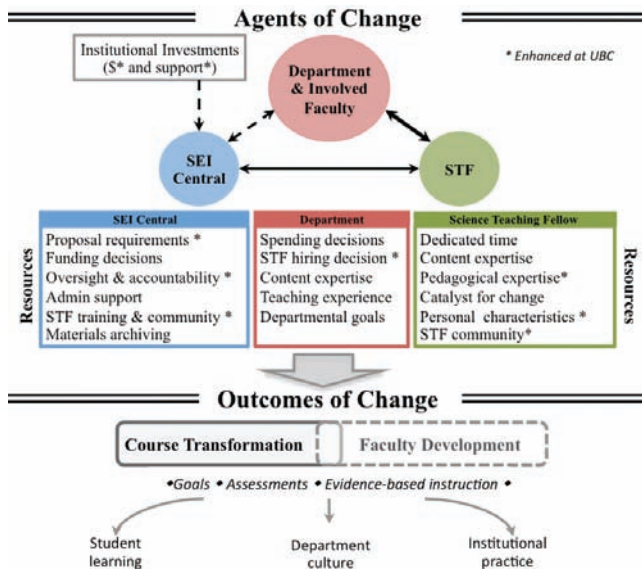 Agents of Change
Institutional Investments
($* and support*)
Department
& Involved
Faculty
* Enhanced at UBC
SEI
Central
STF
Resources
SEI Central
Proposal requirements *
Funding decisions
Oversight & accountability *
Admin support
STF training & community *
Materials archiving
Department
Spending decisions
STF hiring decision *
Content expertise
Teaching experience
Departmental goals
Science Teaching Fellow
Dedicated time
Content expertise
Pedagogical expertise*
Catalyst for change
Personal characteristics *
STF community*
Resources
Outcomes of Change
Course Transformation
Faculty Development
•Goals • Assessments • Evidence-based instruction •
Student
learning
Department
culture
Institutional
practice